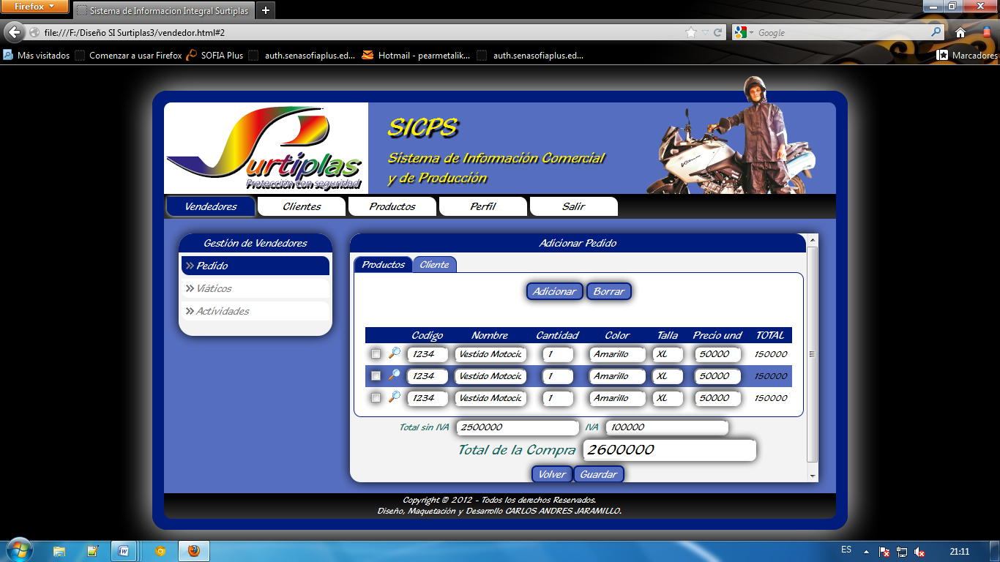 Firefox
Sistema de Informacion Integral Surtiplas
file:///F:/Diseño SI Surtiplas3/vendedor.html#2
Google
Más visitados
Comenzar a usar Firefox
SOFIA Plus
auth.senasofiaplus.ed...
Hotmail - pearmetalik...
auth.senasofiaplus.ed...
Marcadores
urtiplas
Protección con seguridad
SICPS
Sistema de Información Comercial
y de Producción
Vendedores Clientes Productos Perfil Salir
Gestión de Vendedores
» Pedido
» Viáticos
» Actividades
Adicionar Pedido
Productos Cliente
Adicionar Borrar
Codigo Nombre Cantidad Color Talla Precio und TOTAL
1234 Vestido Motocic 1 Amarillo XL 50000 150000
1234 Vestido Motocic 1 Amarillo XL 50000 150000
1234 Vestido Motocic 1 Amarillo XL 50000 150000
Total sin IVA 2500000 IVA 100000
Total de la Compra 2600000
Volver Guardar
Copyright © 2012 - Todos los derechos Reservados.
Diseño, Maquetación y Desarrollo CARLOS ANDRES JARAMILLO.
ES
21:11